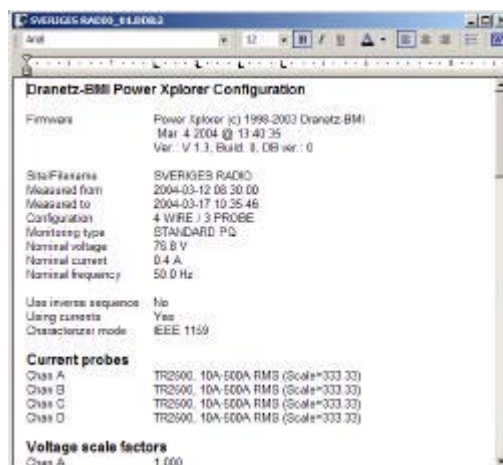 SVERIGES RADIO_01.DDB.2
Arial 12 B I U A
Dranetz-BMI Power Xplorer Configuration
Firmware Power Xplorer (c) 1998-2003 Dranetz-BMI
Mar 4 2004 @ 13:40:35
Ver.: V 1.3, Build: 8, DB ver.: 0
Site/Filename SVERIGES RADIO
Measured from 2004-03-12 08:30:00
Measured to 2004-03-17 10:35:46
Configuration 4 WIRE / 3 PROBE
Monitoring type STANDARD PQ
Nominal voltage 76.8 V
Nominal current 0.4 A
Nominal frequency 50.0 Hz
Use inverse sequence No
Using currents Yes
Characterizer mode IEEE 1159
Current probes
Chan A TR2500, 10A-500A RMS (Scale=333.33)
Chan B TR2500, 10A-500A RMS (Scale=333.33)
Chan C TR2500, 10A-500A RMS (Scale=333.33)
Chan D TR2500, 10A-500A RMS (Scale=333.33)
Voltage scale factors
Chan A 1.000